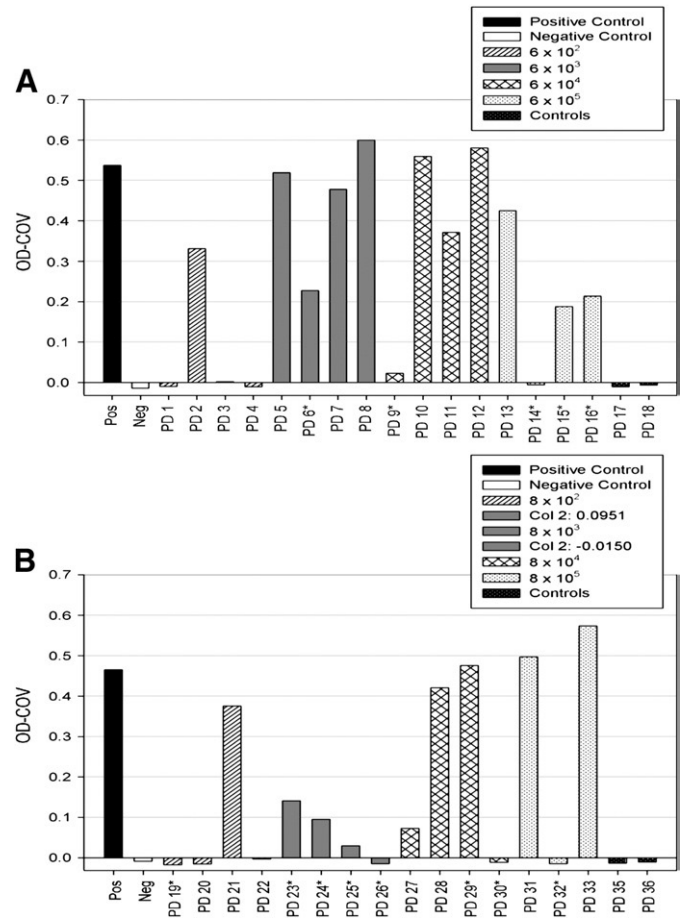 Positive Control
Negative Control
6 x 10²
6 x 10³
6 x 10⁴
6 x 10⁵
Controls
A
0.7
0.6
0.5
0.4
0.3
0.2
0.1
0.0
OD-COV
Pos
Neg
PD 1
PD 2
PD 3
PD 4
PD 5
PD 6*
PD 7
PD 8
PD 9*
PD 10
PD 11
PD 12
PD 13
PD 14*
PD 15*
PD 16*
PD 17
PD 18
Positive Control
Negative Control
8 x 10²
Col 2: 0.0951
8 x 10³
Col 2: -0.0150
8 x 10⁴
8 x 10⁵
Controls
B
0.7
0.6
0.5
0.4
0.3
0.2
0.1
0.0
OD-COV
Pos
Neg
PD 19*
PD 20
PD 21
PD 22
PD 23*
PD 24*
PD 25*
PD 26*
PD 27
PD 28
PD 29*
PD 30*
PD 31
PD 32*
PD 33
PD 35
PD 36